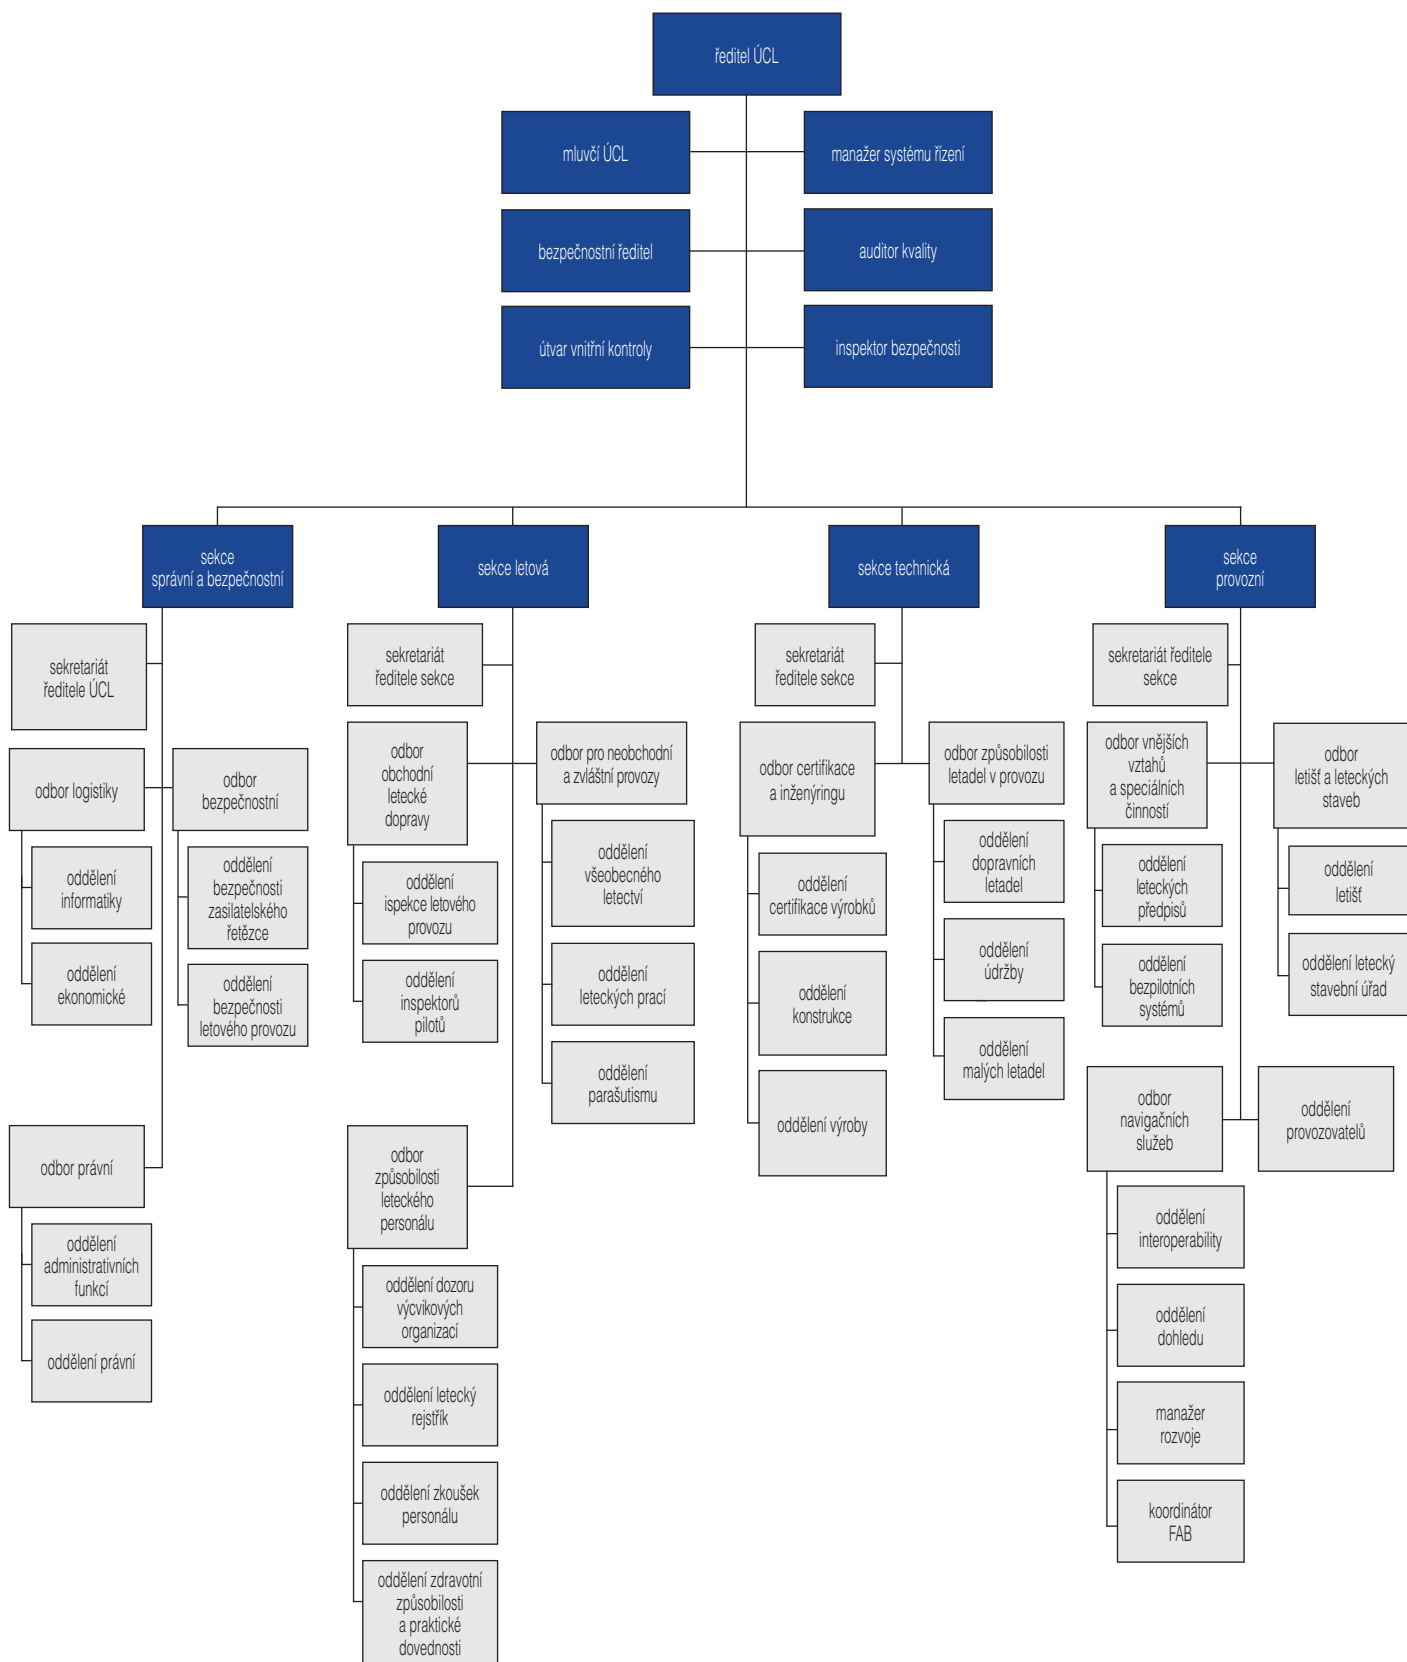 ředitel ÚCL
mluvčí ÚCL
manažer systému řízení
bezpečnostní ředitel
auditor kvality
útvar vnitřní kontroly
inspektor bezpečnosti
sekce
správní a bezpečnostní
sekretariát
ředitele ÚCL
odbor logistiky
oddělení
informatiky
oddělení
ekonomické
odbor
bezpečnostní
oddělení
bezpečnosti
zasilatelského
řetězce
oddělení
bezpečnosti
letového provozu
odbor právní
oddělení
administrativních
funkcí
oddělení právní
sekce letová
sekretariát
ředitele sekce
odbor
obchodní
letecké
dopravy
oddělení
ispekce letového
provozu
oddělení
inspektorů
pilotů
odbor pro neobchodní
a zvláštní provozy
oddělení
všeobecného
letectví
oddělení
leteckých prací
oddělení
parašutismu
odbor
způsobilosti
leteckého
personálu
oddělení dozoru
výcvikových
organizací
oddělení letecký
rejstřík
oddělení zkoušek
personálu
oddělení zdravotní
způsobilosti
a praktické
dovednosti
sekce technická
sekretariát
ředitele sekce
odbor certifikace
a inženýringu
oddělení
certifikace výrobků
oddělení
konstrukce
oddělení výroby
odbor způsobilosti
letadel v provozu
oddělení
dopravních
letadel
oddělení
údržby
oddělení
malých letadel
sekce
provozní
sekretariát ředitele
sekce
odbor vnějších
vztahů
a speciálních
činností
oddělení
leteckých
předpisů
oddělení
bezpilotních
systémů
odbor
letišť a leteckých
staveb
oddělení
letišť
oddělení letecký
stavební úřad
odbor
navigačních
služeb
oddělení
interoperability
oddělení
dohledu
manažer
rozvoje
koordinátor
FAB
oddělení
provozovatelů